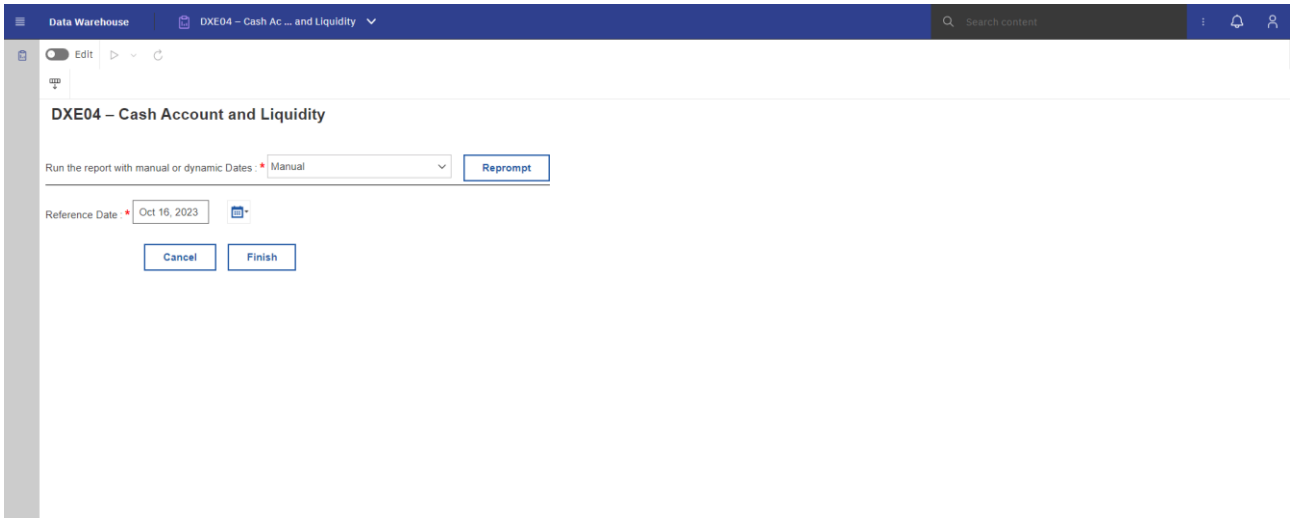 Data Warehouse DXE04 – Cash Ac ... and Liquidity Search content
Edit
DXE04 – Cash Account and Liquidity
Run the report with manual or dynamic Dates : * Manual Reprompt
Reference Date : * Oct 16, 2023
Cancel Finish